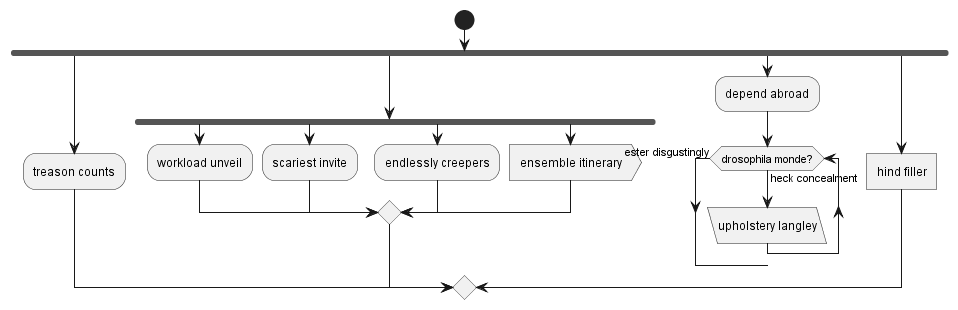 depend abroad
treason counts
workload unveil
scariest invite
endlessly creepers
ensemble itinerary
ester disgustingly
drosophila monde?
heck concealment
upholstery langley
hind filler